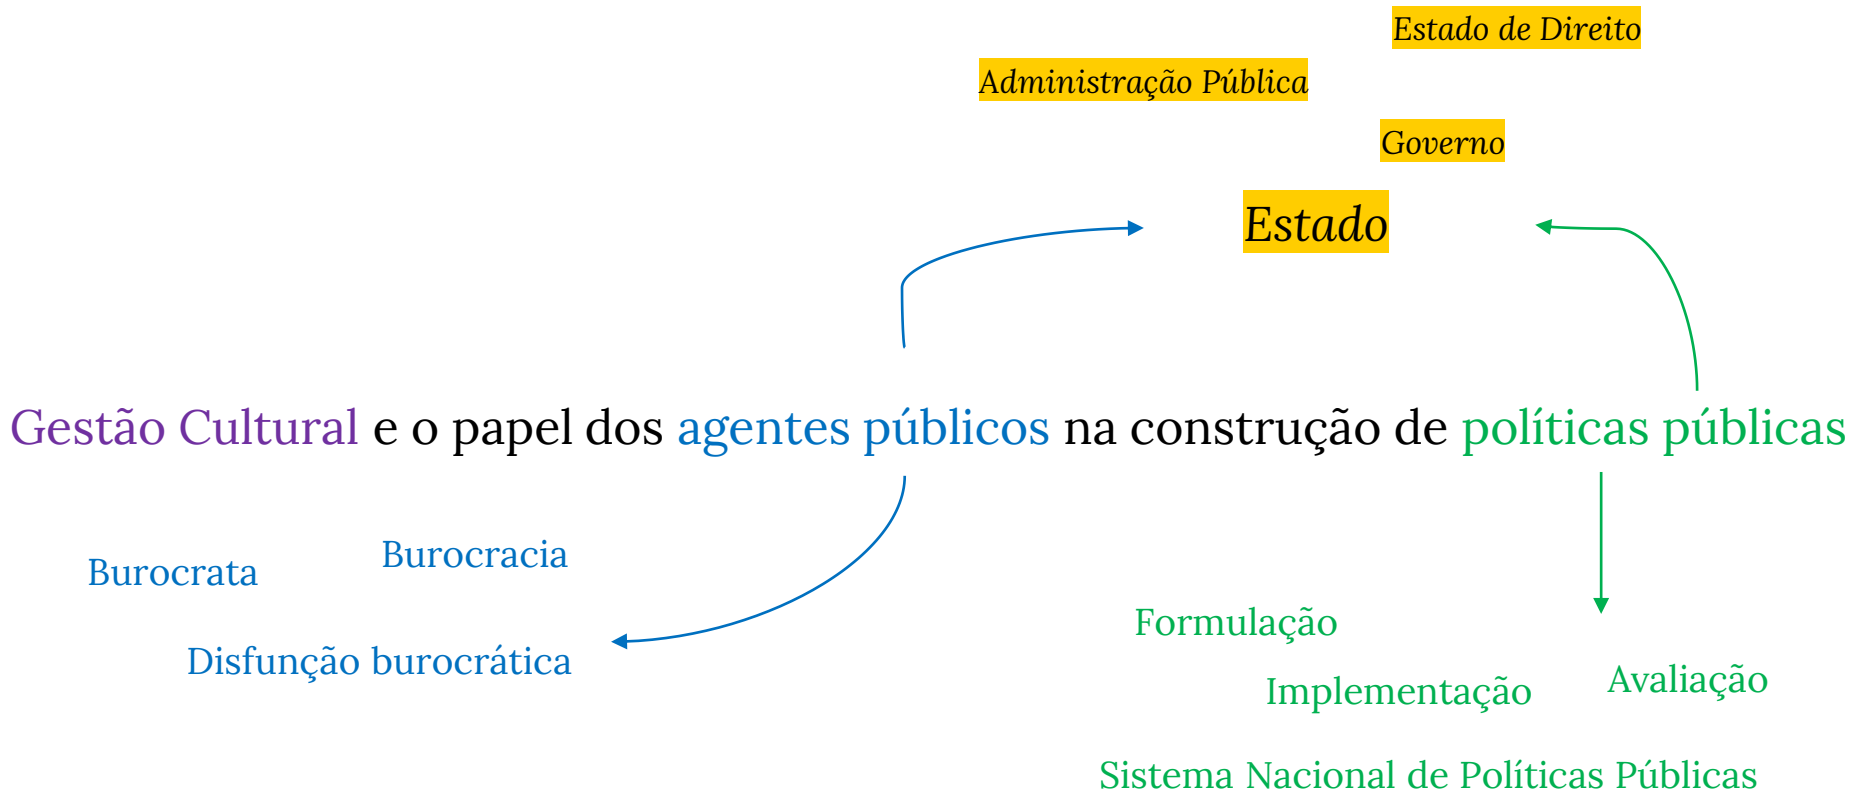 Estado de Direito
Administração Pública
Governo
Estado
Gestão Cultural e o papel dos agentes públicos na construção de políticas públicas
Burocracia
Burocrata
Disfunção burocrática
Formulação
Avaliação
Implementação
Sistema Nacional de Políticas Públicas